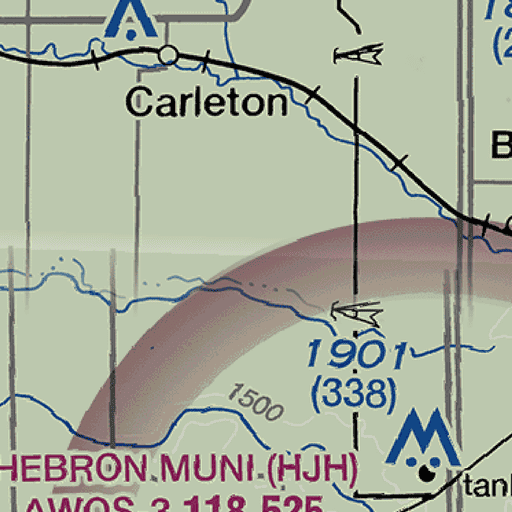 Carleton
B
1901
(338)
1500
HEBRON MUNI (HJH)
tank
AWOS-3 118.525